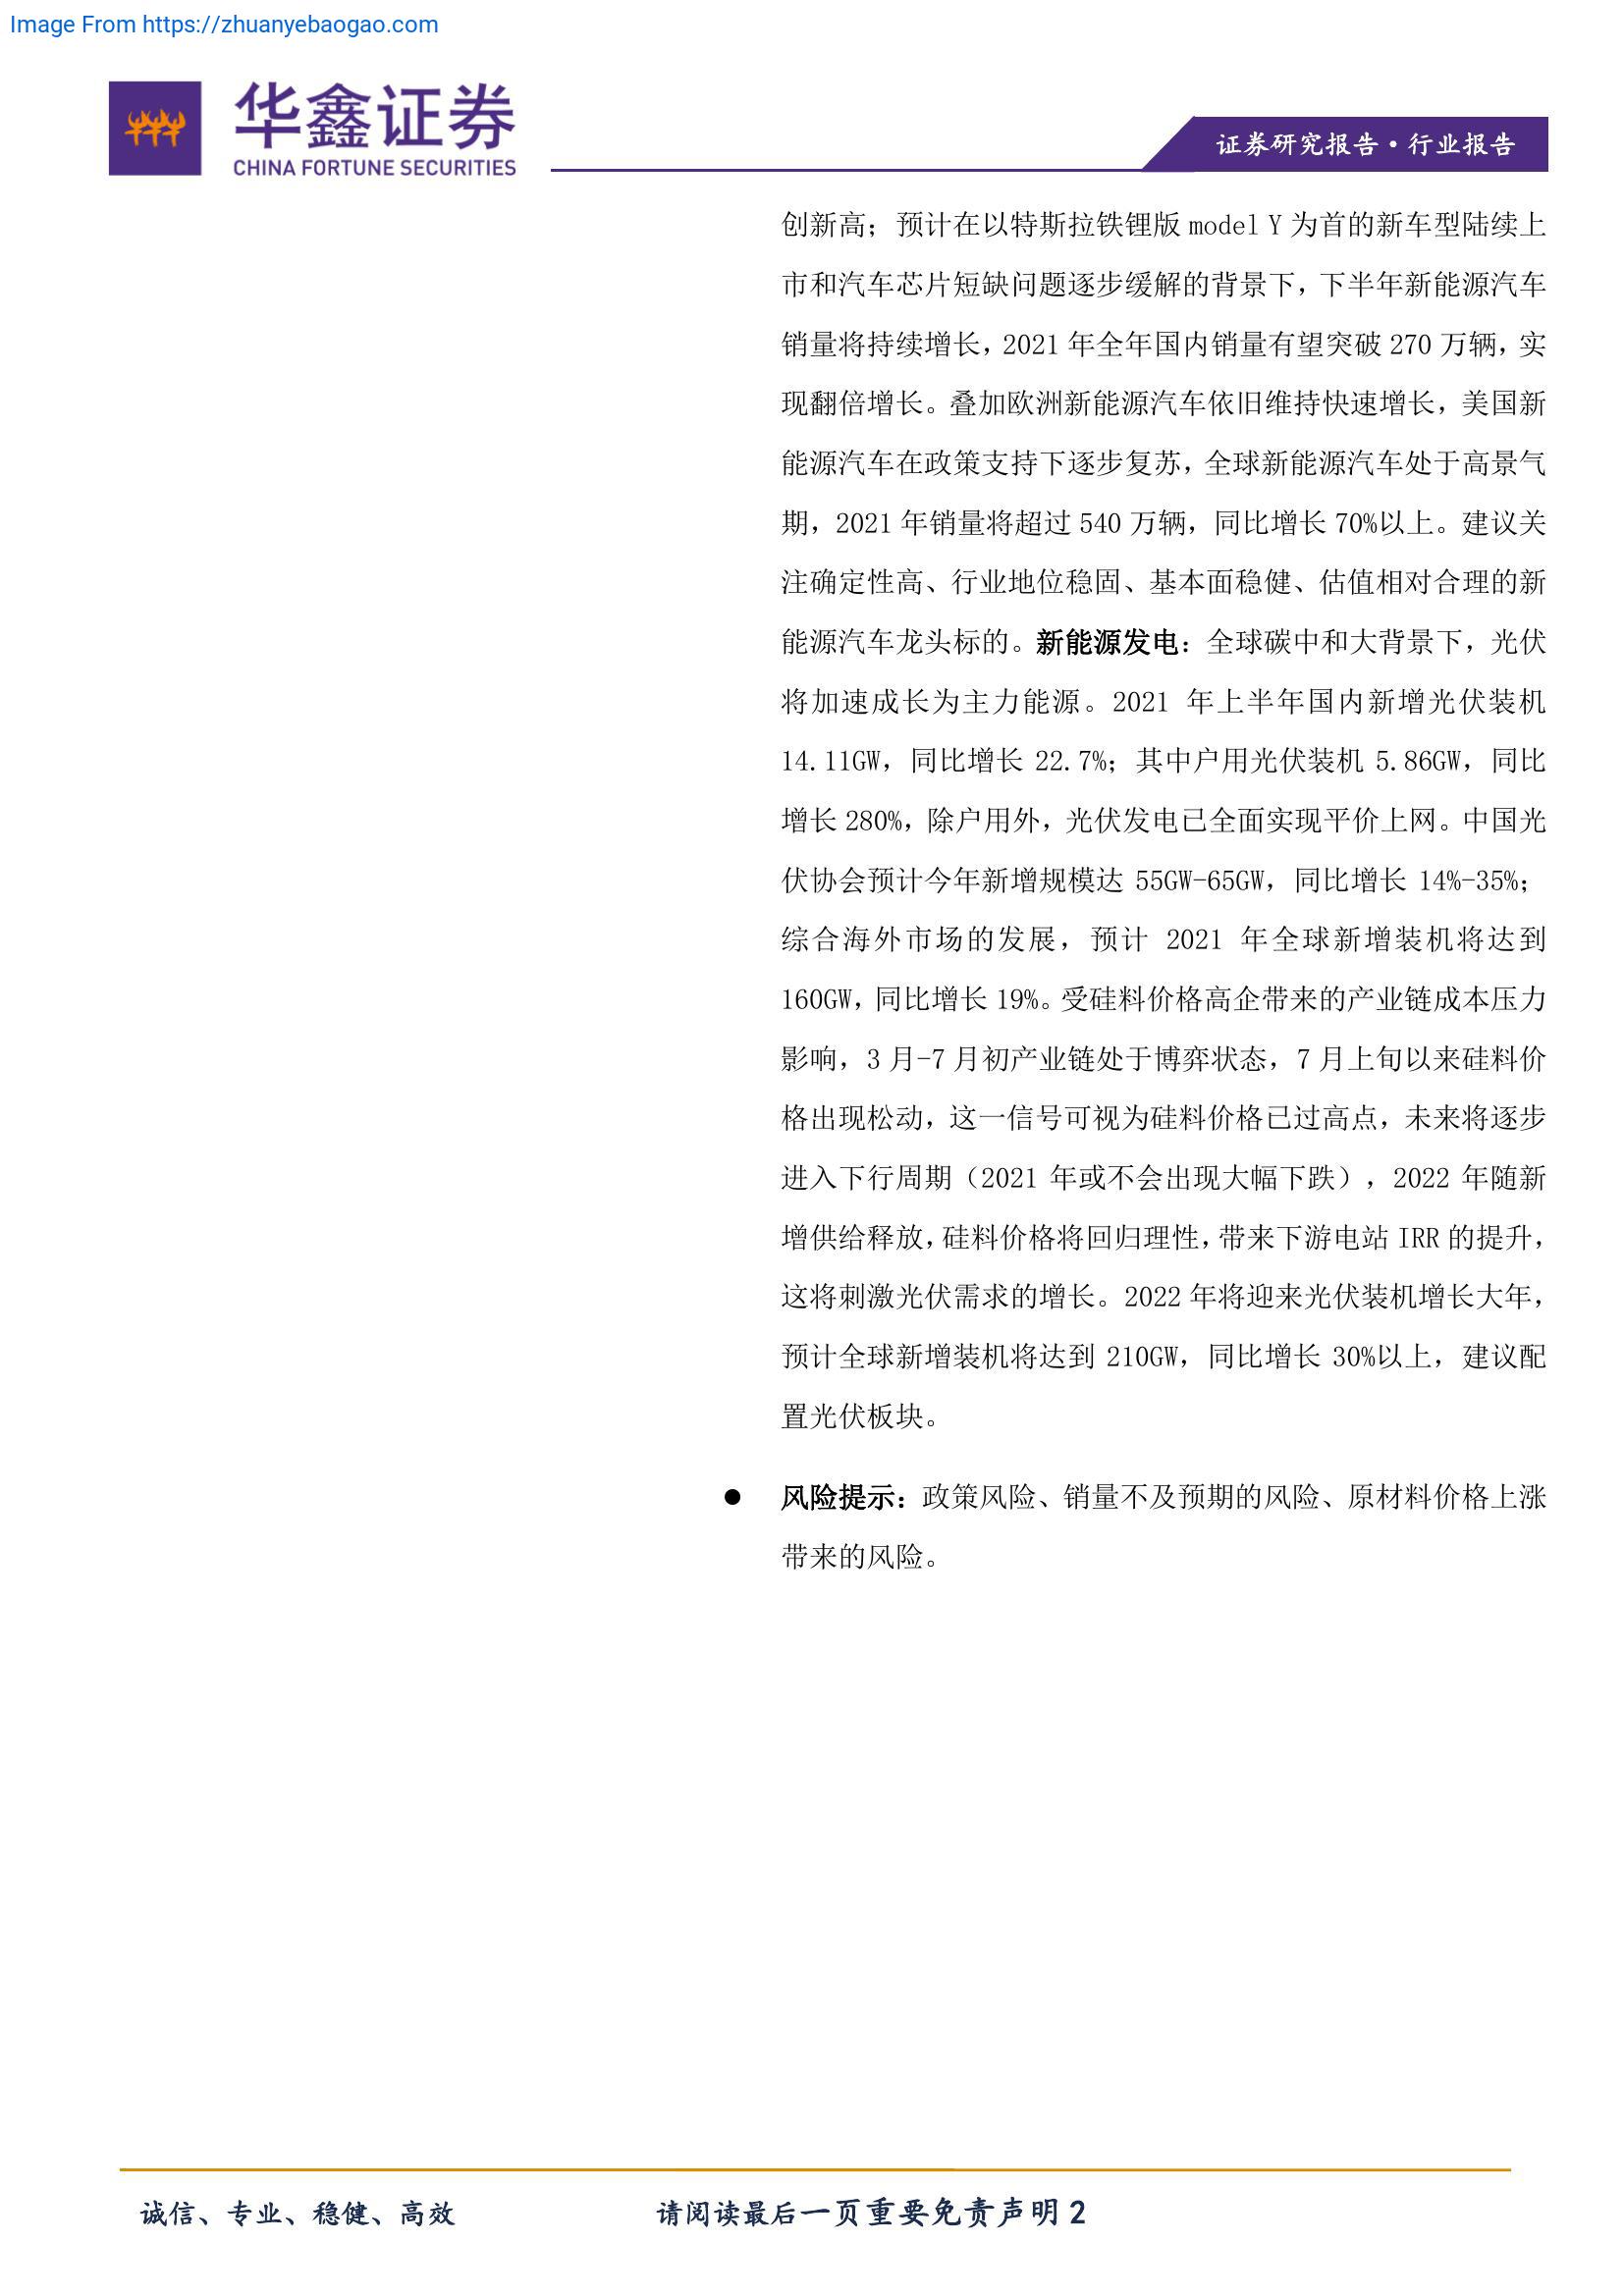 Image From https://zhuanyebaogao.com
华鑫证券
CHINA FORTUNE SECURITIES
证券研究报告·行业报告
创新高；预计在以特斯拉铁锂版 model Y 为首的新车型陆续上
市和汽车芯片短缺问题逐步缓解的背景下，下半年新能源汽车
销量将持续增长，2021 年全年国内销量有望突破 270 万辆，实
现翻倍增长。叠加欧洲新能源汽车依旧维持快速增长，美国新
能源汽车在政策支持下逐步复苏，全球新能源汽车处于高景气
期，2021 年销量将超过 540 万辆，同比增长 70%以上。建议关
注确定性高、行业地位稳固、基本面稳健、估值相对合理的新
能源汽车龙头标的。新能源发电：全球碳中和大背景下，光伏
将加速成长为主力能源。2021 年上半年国内新增光伏装机
14.11GW，同比增长 22.7%；其中户用光伏装机 5.86GW，同比
增长 280%，除户用外，光伏发电已全面实现平价上网。中国光
伏协会预计今年新增规模达 55GW-65GW，同比增长 14%-35%；
综合海外市场的发展，预计 2021 年全球新增装机将达到
160GW，同比增长 19%。受硅料价格高企带来的产业链成本压力
影响，3 月-7 月初产业链处于博弈状态，7 月上旬以来硅料价
格出现松动，这一信号可视为硅料价格已过高点，未来将逐步
进入下行周期（2021 年或不会出现大幅下跌），2022 年随新
增供给释放，硅料价格将回归理性，带来下游电站 IRR 的提升，
这将刺激光伏需求的增长。2022 年将迎来光伏装机增长大年，
预计全球新增装机将达到 210GW，同比增长 30%以上，建议配
置光伏板块。
● 风险提示：政策风险、销量不及预期的风险、原材料价格上涨
带来的风险。
诚信、专业、稳健、高效 请阅读最后一页重要免责声明 2